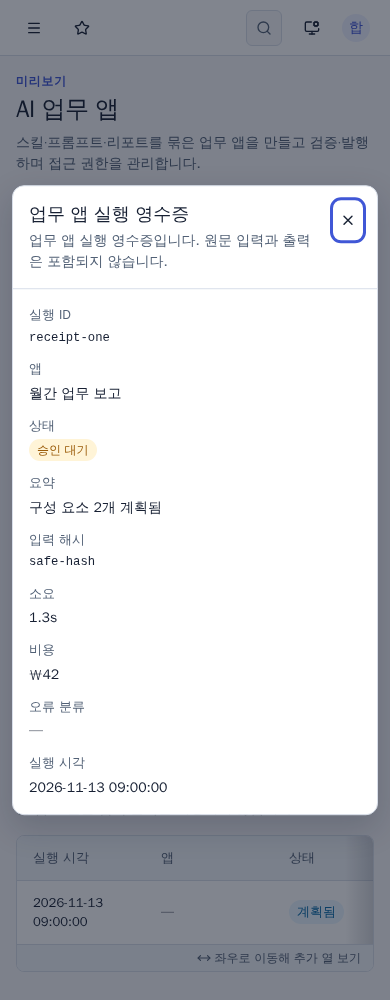 합
미리보기
AI 업무 앱
스킬·프롬프트·리포트를 묶은 업무 앱을 만들고 검증·발행
하며 접근 권한을 관리합니다.
업무 앱 실행 영수증
업무 앱 실행 영수증입니다. 원문 입력과 출력
은 포함되지 않습니다.
실행 ID
receipt-one
앱
월간 업무 보고
상태
승인 대기
요약
구성 요소 2개 계획됨
입력 해시
safe-hash
소요
1.3s
비용
₩42
오류 분류
—
실행 시각
2026-11-13 09:00:00
실행 시각 앱 상태
2026-11-13
09:00:00
— 계획됨
↔ 좌우로 이동해 추가 열 보기